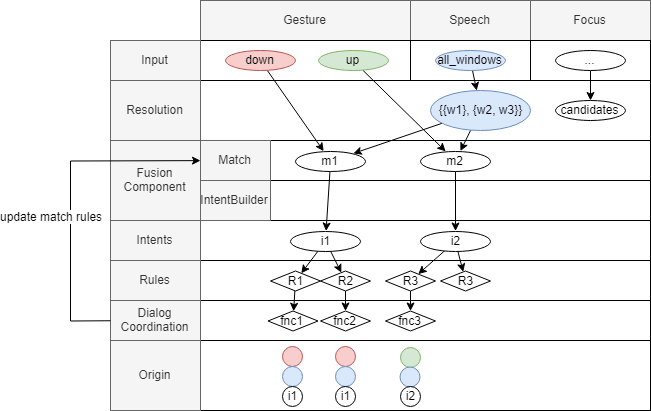 Gesture Speech Focus
Input down up all_windows ...
Resolution {{w1}, {w2, w3}} candidates
Fusion
Component
Match m1 m2
IntentBuilder
update match rules
Intents i1 i2
Rules R1 R2 R3 R3
Dialog
Coordination
fnc1 fnc2 fnc3
Origin
i1 i1 i2